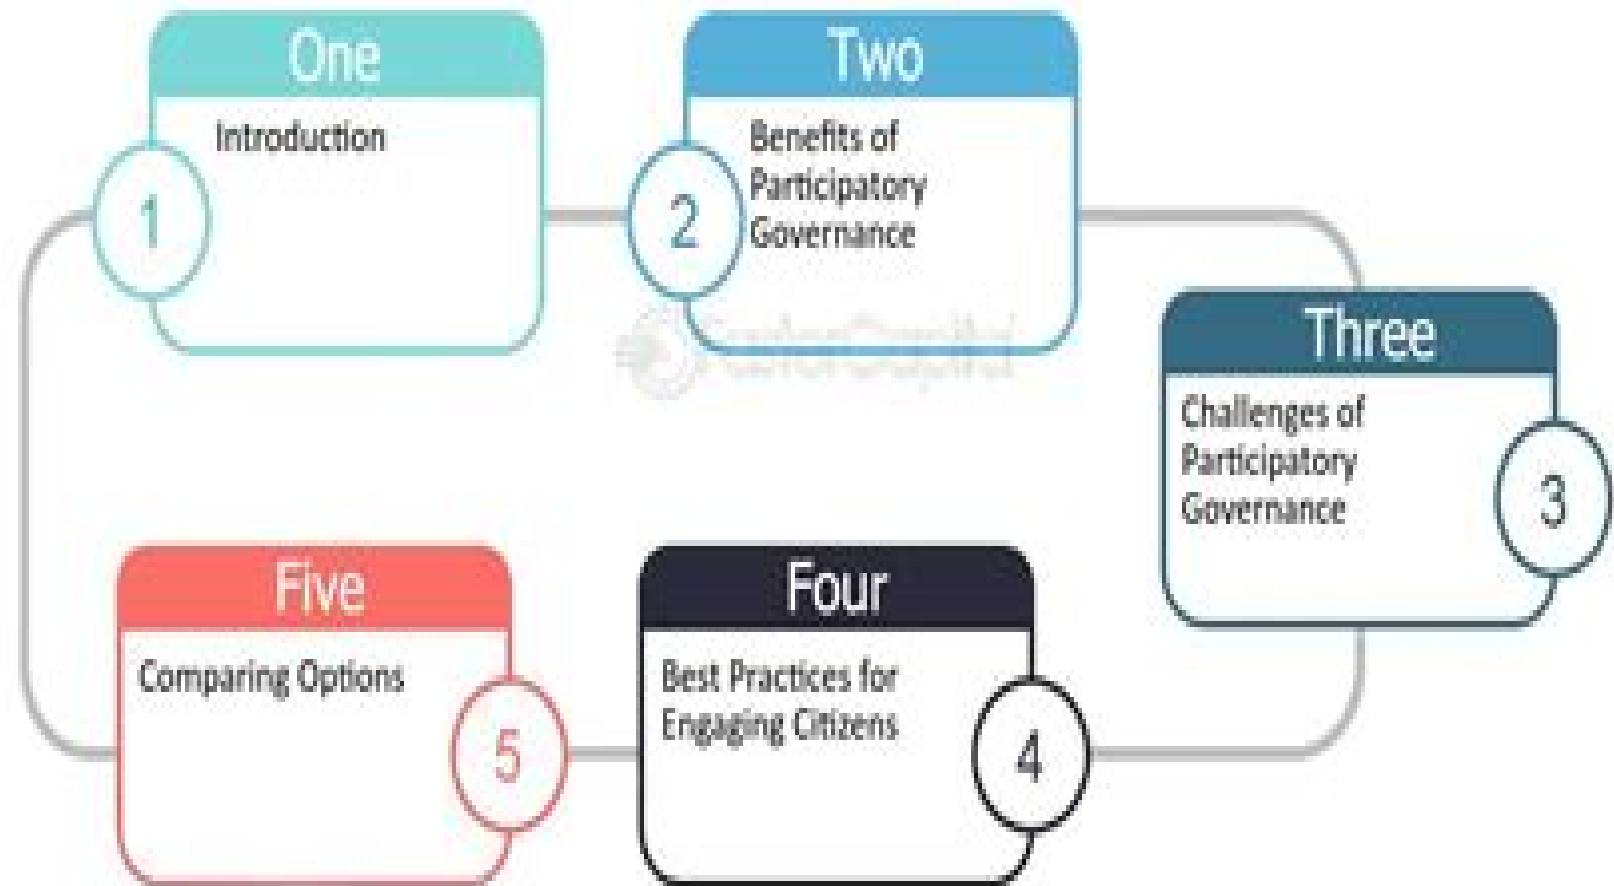 One
Introduction
1
Two
Benefits of
Participatory
Governance
2
Three
Challenges of
Participatory
Governance
3
Four
Best Practices for
Engaging Citizens
4
Five
Comparing Options
5